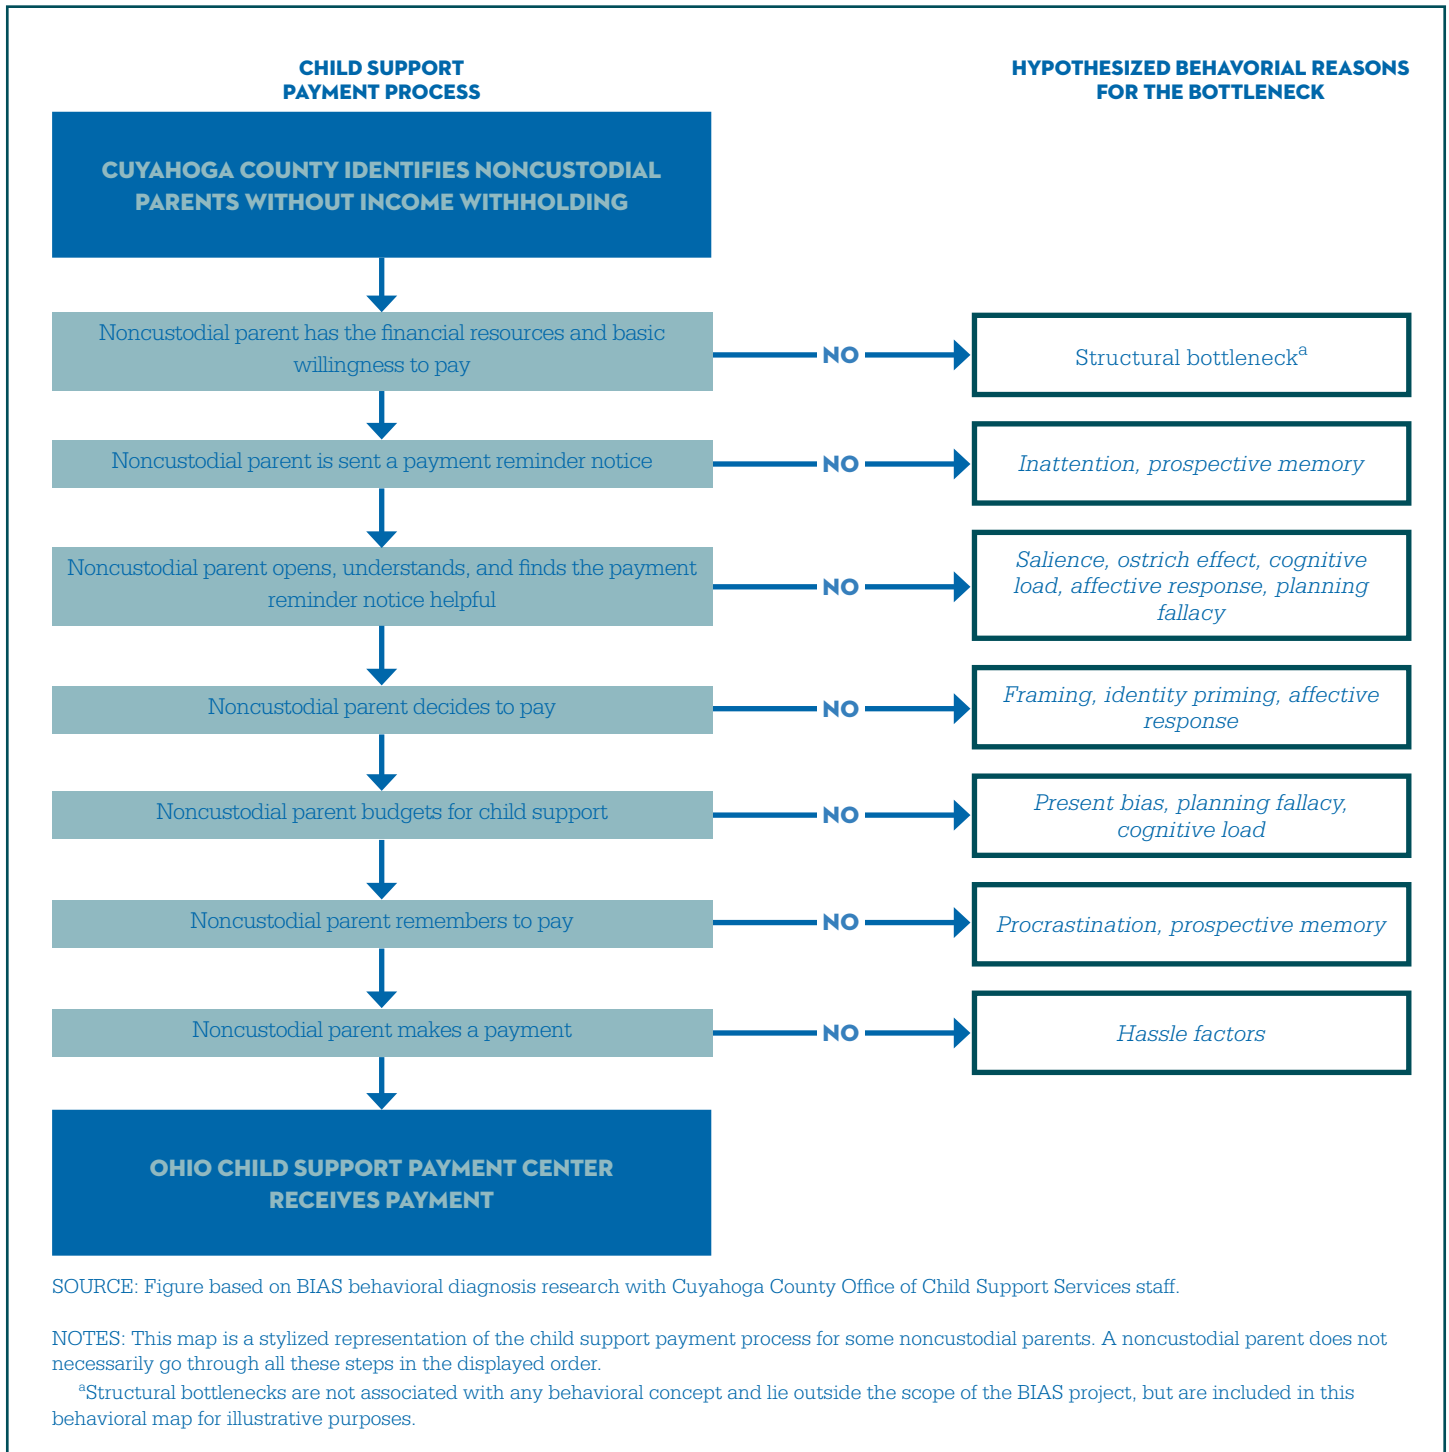 CHILD SUPPORT
PAYMENT PROCESS
HYPOTHESIZED BEHAVORIAL REASONS
FOR THE BOTTLENECK
CUYAHOGA COUNTY IDENTIFIES NONCUSTODIAL
PARENTS WITHOUT INCOME WITHHOLDING
Noncustodial parent has the financial resources and basic
willingness to pay
NO
Structural bottleneckᵃ
Noncustodial parent is sent a payment reminder notice
NO
Inattention, prospective memory
Noncustodial parent opens, understands, and finds the payment
reminder notice helpful
NO
Salience, ostrich effect, cognitive
load, affective response, planning
fallacy
Noncustodial parent decides to pay
NO
Framing, identity priming, affective
response
Noncustodial parent budgets for child support
NO
Present bias, planning fallacy,
cognitive load
Noncustodial parent remembers to pay
NO
Procrastination, prospective memory
Noncustodial parent makes a payment
NO
Hassle factors
OHIO CHILD SUPPORT PAYMENT CENTER
RECEIVES PAYMENT
SOURCE: Figure based on BIAS behavioral diagnosis research with Cuyahoga County Office of Child Support Services staff.
NOTES: This map is a stylized representation of the child support payment process for some noncustodial parents. A noncustodial parent does not
necessarily go through all these steps in the displayed order.
ᵃStructural bottlenecks are not associated with any behavioral concept and lie outside the scope of the BIAS project, but are included in this
behavioral map for illustrative purposes.